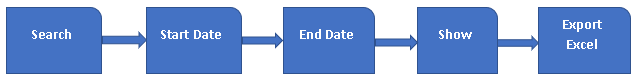 Search
Start Date
End Date
Show
Export
Excel